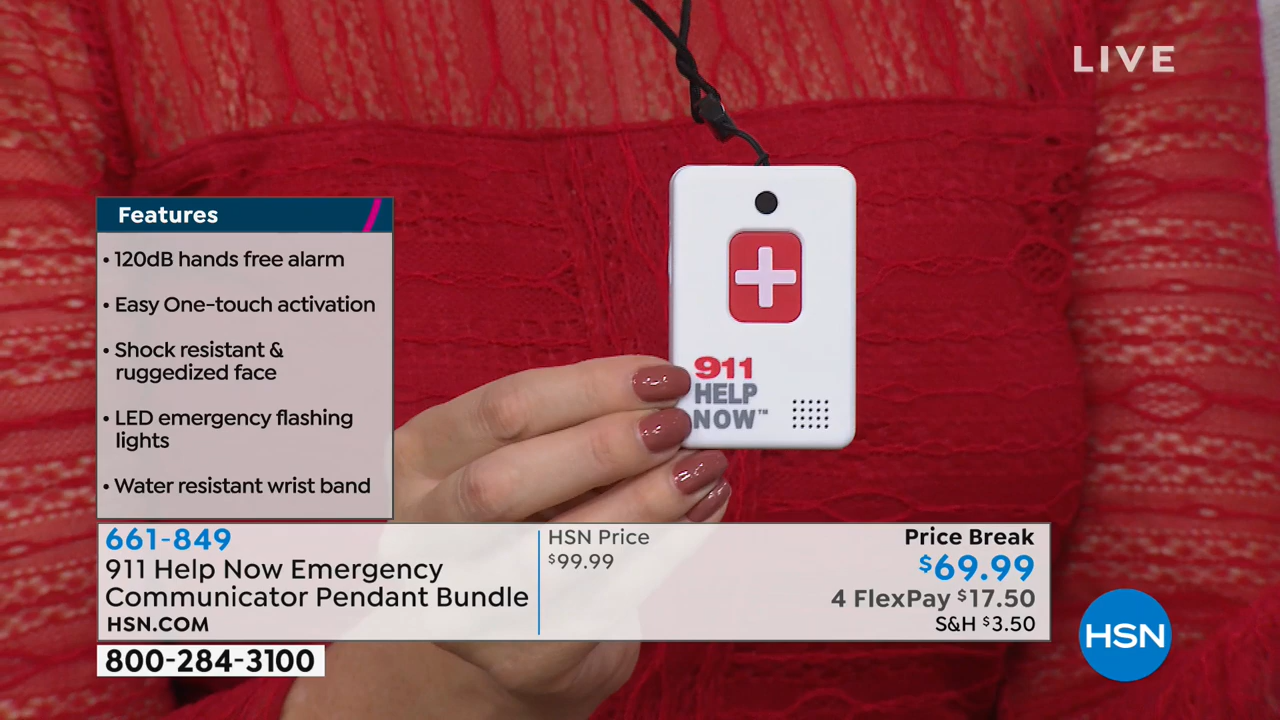 LIVE
Features
• 120dB hands free alarm
• Easy One-touch activation
• Shock resistant &
ruggedized face
• LED emergency flashing
lights
• Water resistant wrist band
911
HELP
NOW™
661-849
911 Help Now Emergency
Communicator Pendant Bundle
HSN.COM
HSN Price
$99.99
Price Break
$69.99
4 FlexPay $17.50
S&H $3.50
800-284-3100
HSN